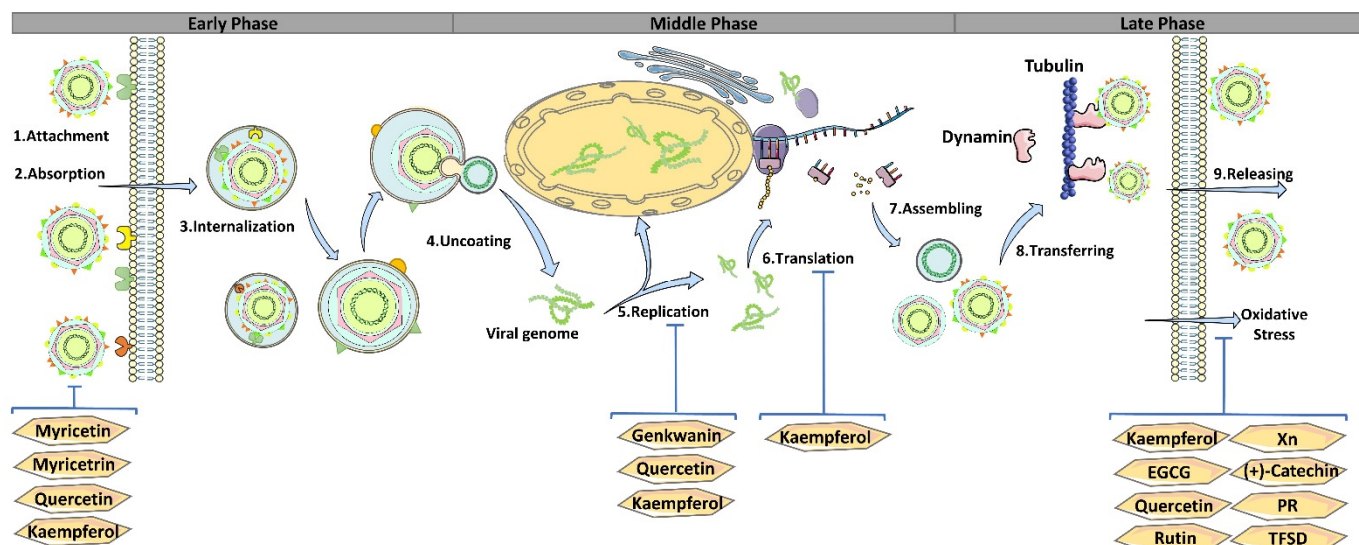 Early Phase
Middle Phase
Late Phase
1.Attachment
2.Absorption
3.Internalization
4.Uncoating
Viral genome
5.Replication
6.Translation
7.Assembling
8.Transferring
Tubulin
Dynamin
9.Releasing
Oxidative
Stress
Myricetin
Myricetrin
Quercetin
Kaempferol
Genkwanin
Quercetin
Kaempferol
Kaempferol
Kaempferol
EGCG
Quercetin
Rutin
Xn
(+)-Catechin
PR
TFSD